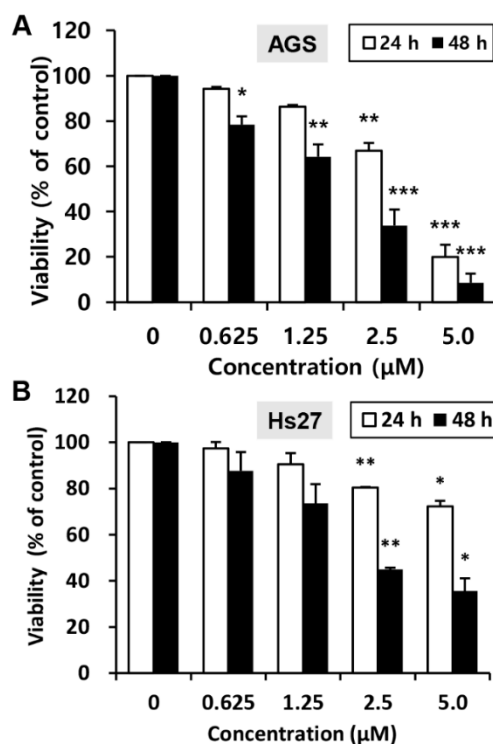 A
AGS
24 h 48 h
Viability (% of control)
120
100
80
60
40
20
0
*
**
**
***
***
***
0 0.625 1.25 2.5 5.0
Concentration (μM)
B
Hs27
24 h 48 h
Viability (% of control)
120
100
80
60
40
20
0
**
**
*
*
0 0.625 1.25 2.5 5.0
Concentration (μM)